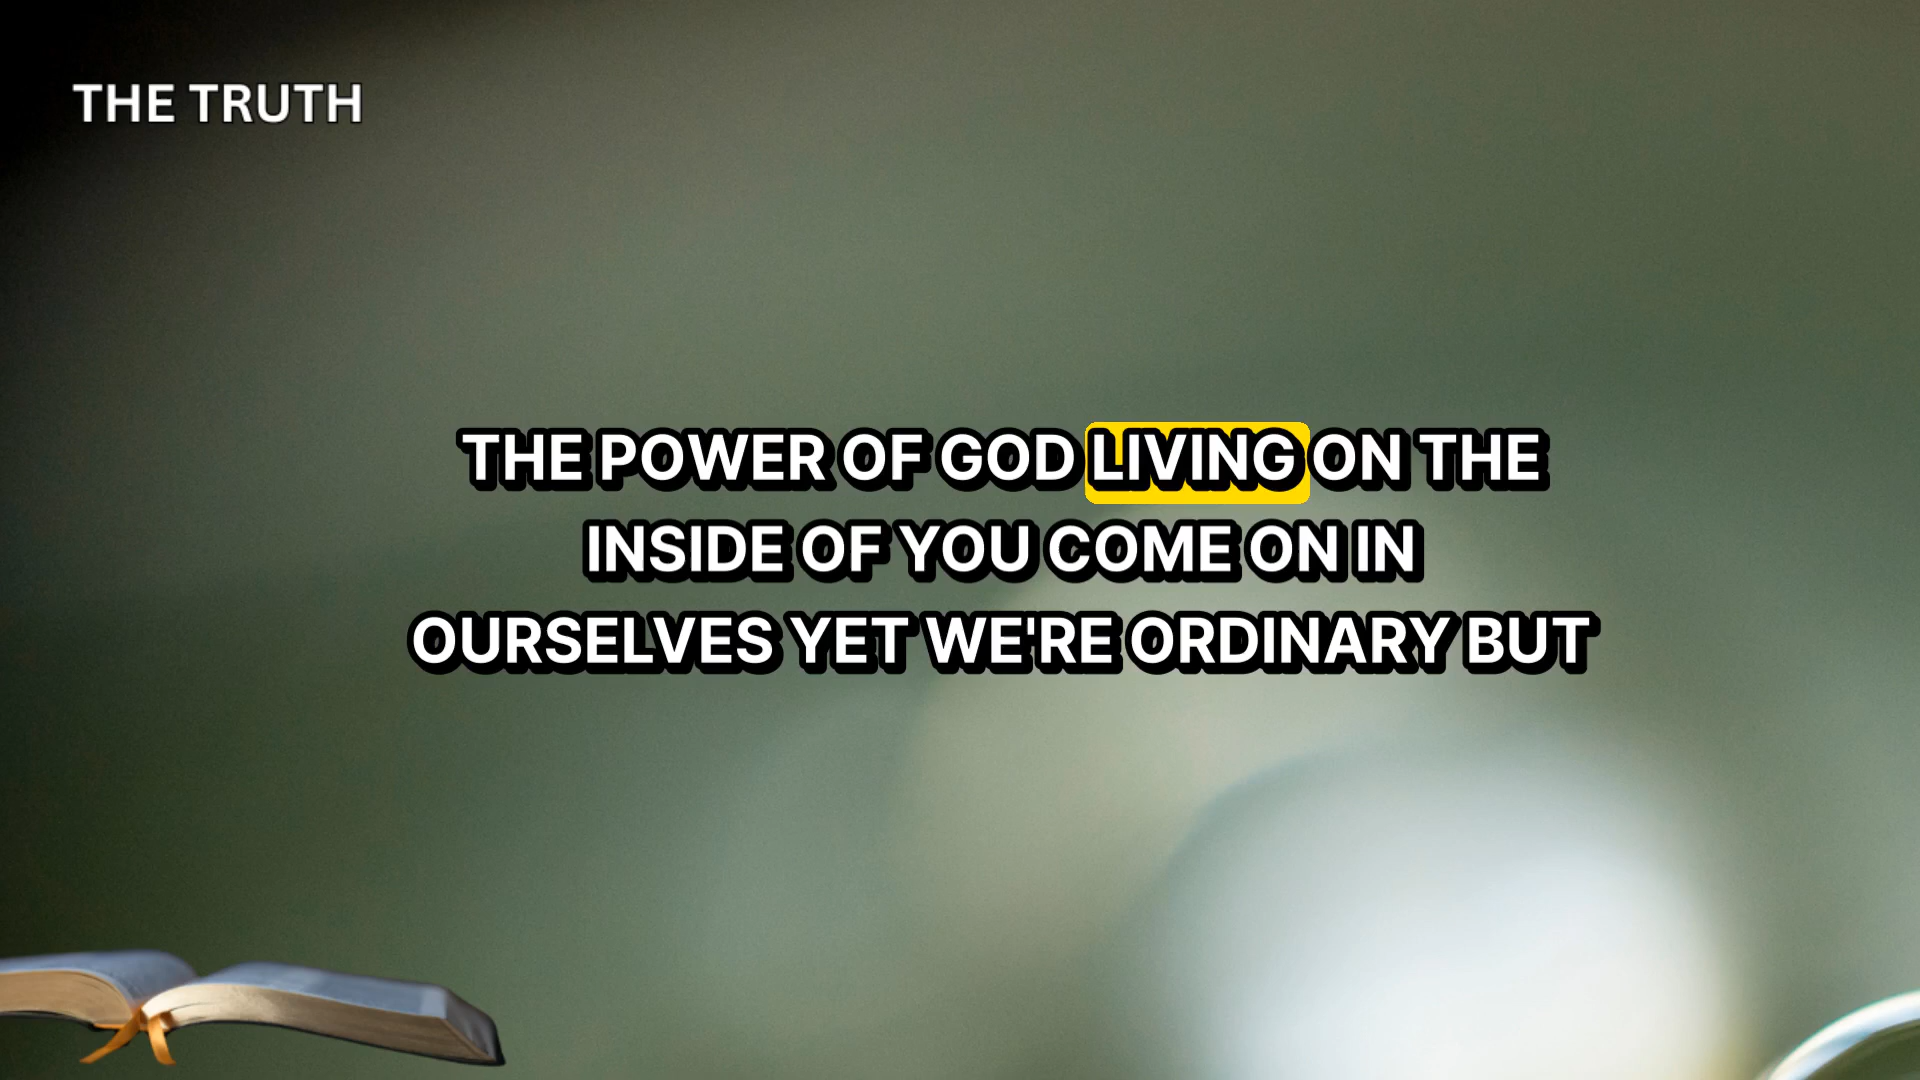 THE TRUTH
THE POWER OF GOD LIVING ON THE
INSIDE OF YOU COME ON IN
OURSELVES YET WE'RE ORDINARY BUT